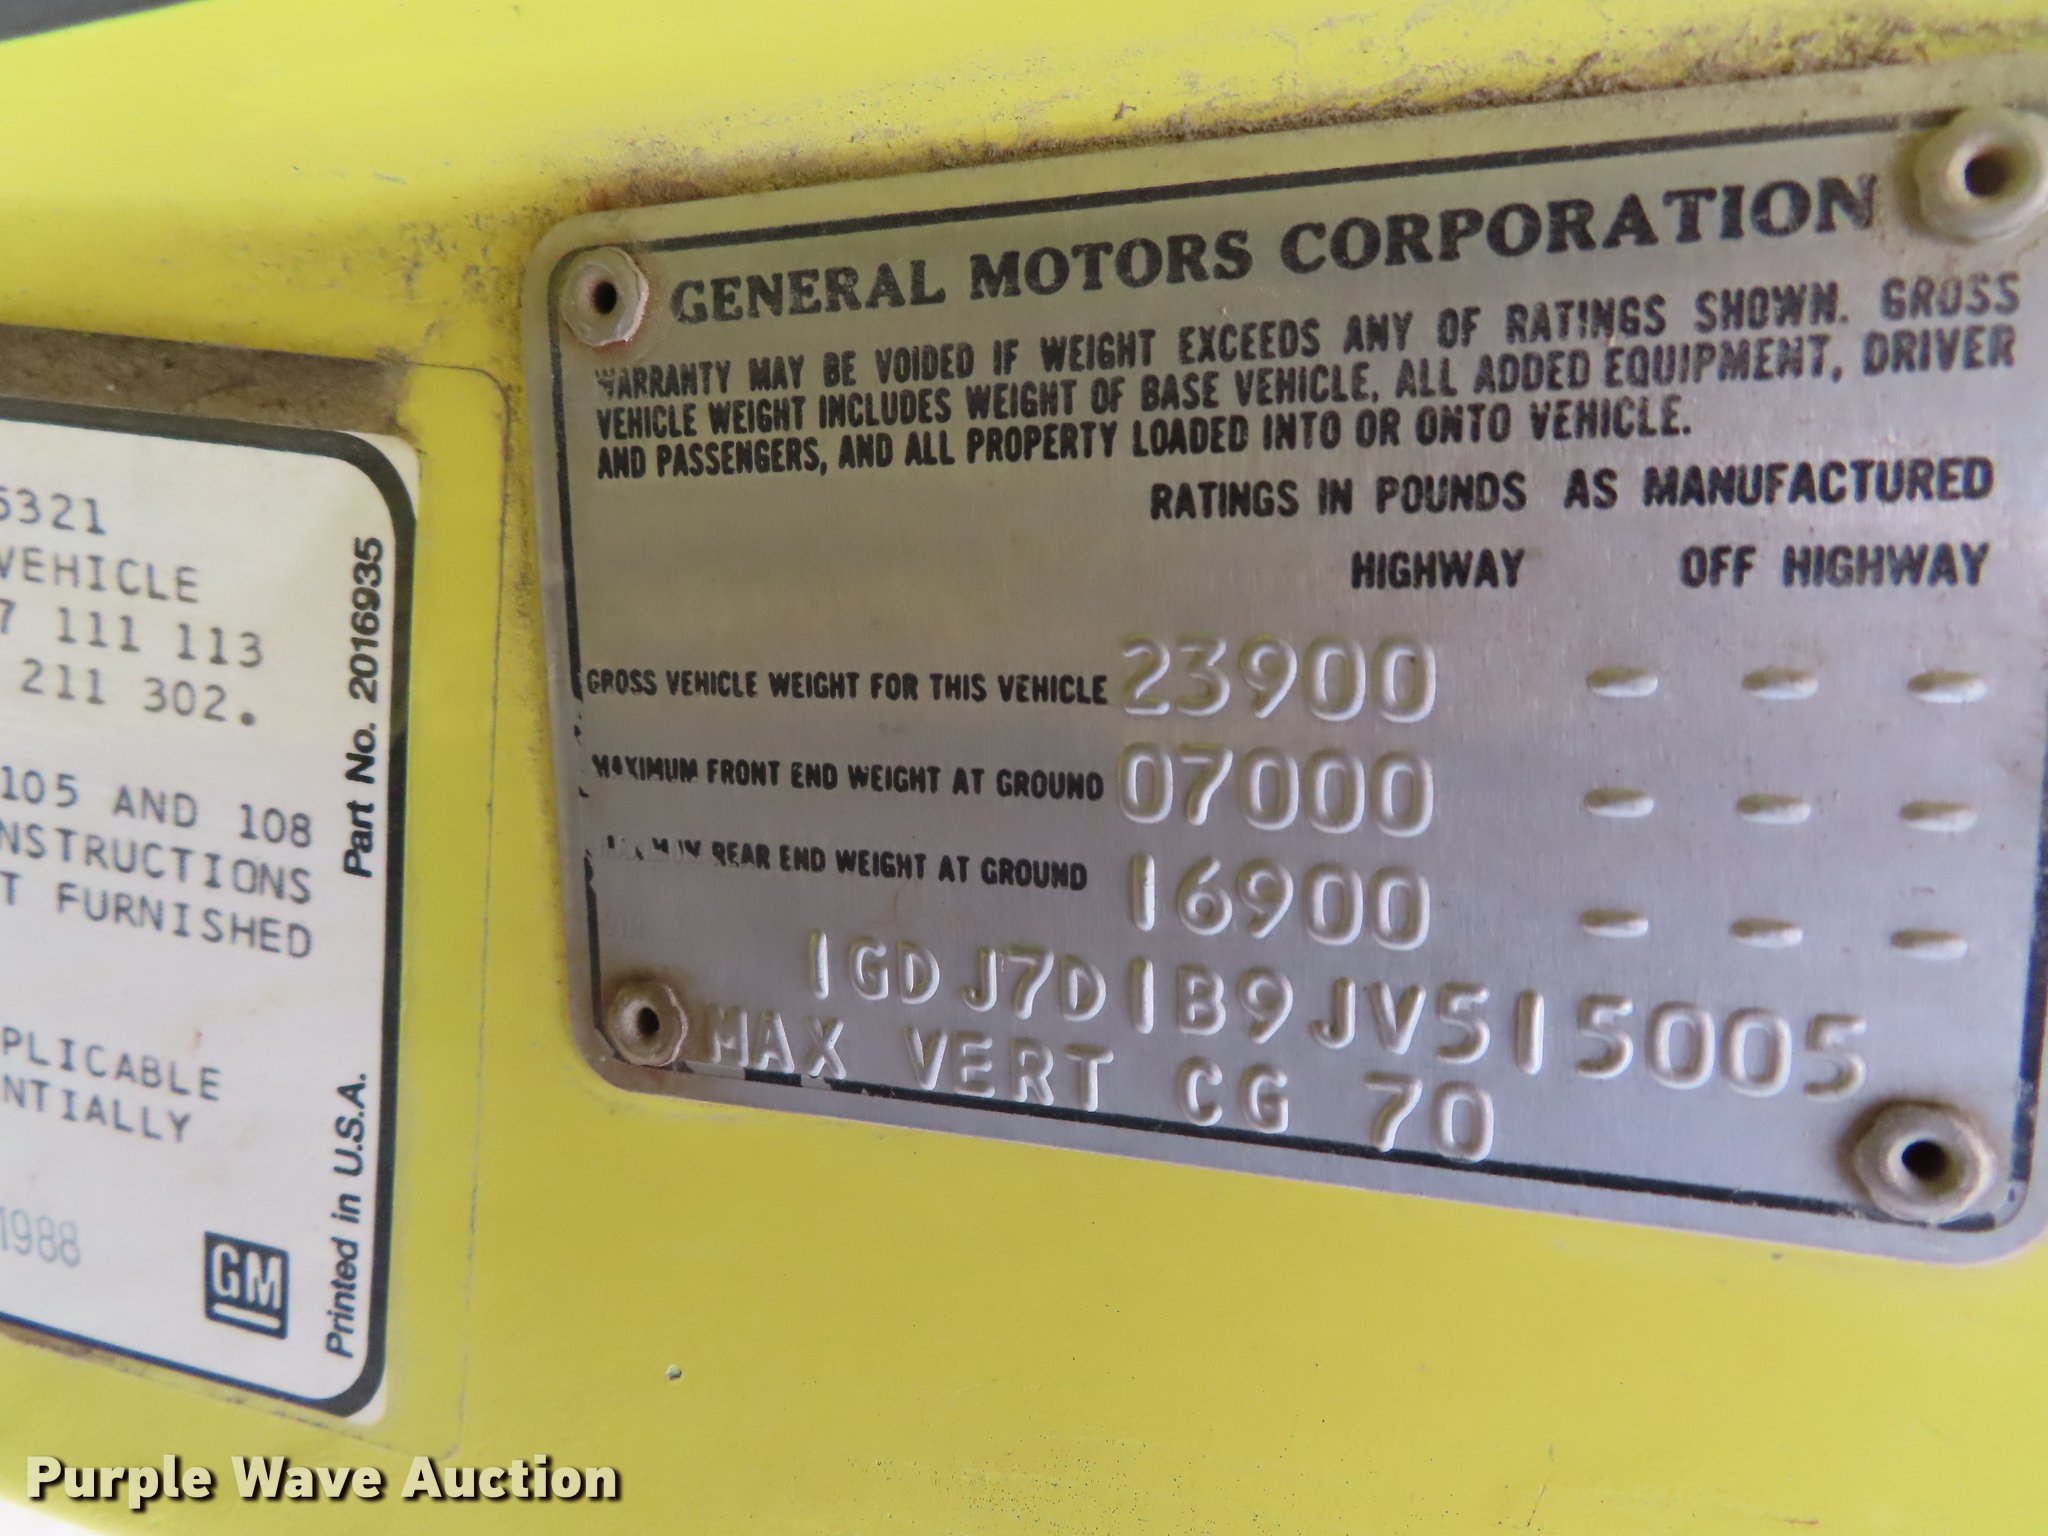 5321
VEHICLE
7 111 113
211 302.
105 AND 108
NSTRUCTIONS
T FURNISHED
PLICABLE
NTIALLY
1988
GM
Part No. 2016935
Printed in U.S.A.
GENERAL MOTORS CORPORATION
WARRANTY MAY BE VOIDED IF WEIGHT EXCEEDS ANY OF RATINGS SHOWN. GROSS
VEHICLE WEIGHT INCLUDES WEIGHT OF BASE VEHICLE, ALL ADDED EQUIPMENT, DRIVER
AND PASSENGERS, AND ALL PROPERTY LOADED INTO OR ONTO VEHICLE.
RATINGS IN POUNDS AS MANUFACTURED
HIGHWAY OFF HIGHWAY
GROSS VEHICLE WEIGHT FOR THIS VEHICLE 23900 - - -
MAXIMUM FRONT END WEIGHT AT GROUND 07000 - - -
MAXIMUM REAR END WEIGHT AT GROUND 16900 - - -
1GDJ7D1B9JV515005
MAX VERT CG 70
Purple Wave Auction